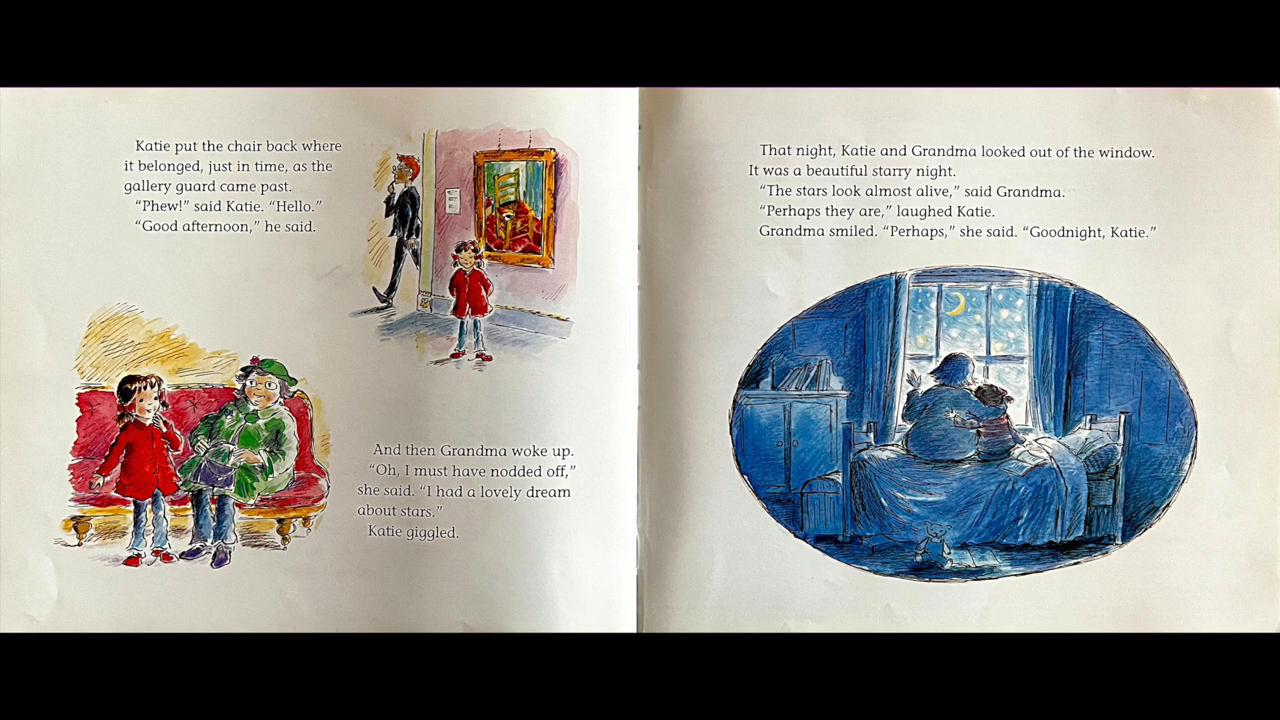 Katie put the chair back where
it belonged, just in time, as the
gallery guard came past.
“Phew!” said Katie. “Hello.”
“Good afternoon,” he said.
And then Grandma woke up.
“Oh, I must have nodded off,”
she said. “I had a lovely dream
about stars.”
Katie giggled.
That night, Katie and Grandma looked out of the window.
It was a beautiful starry night.
“The stars look almost alive,” said Grandma.
“Perhaps they are,” laughed Katie.
Grandma smiled. “Perhaps,” she said. “Goodnight, Katie.”